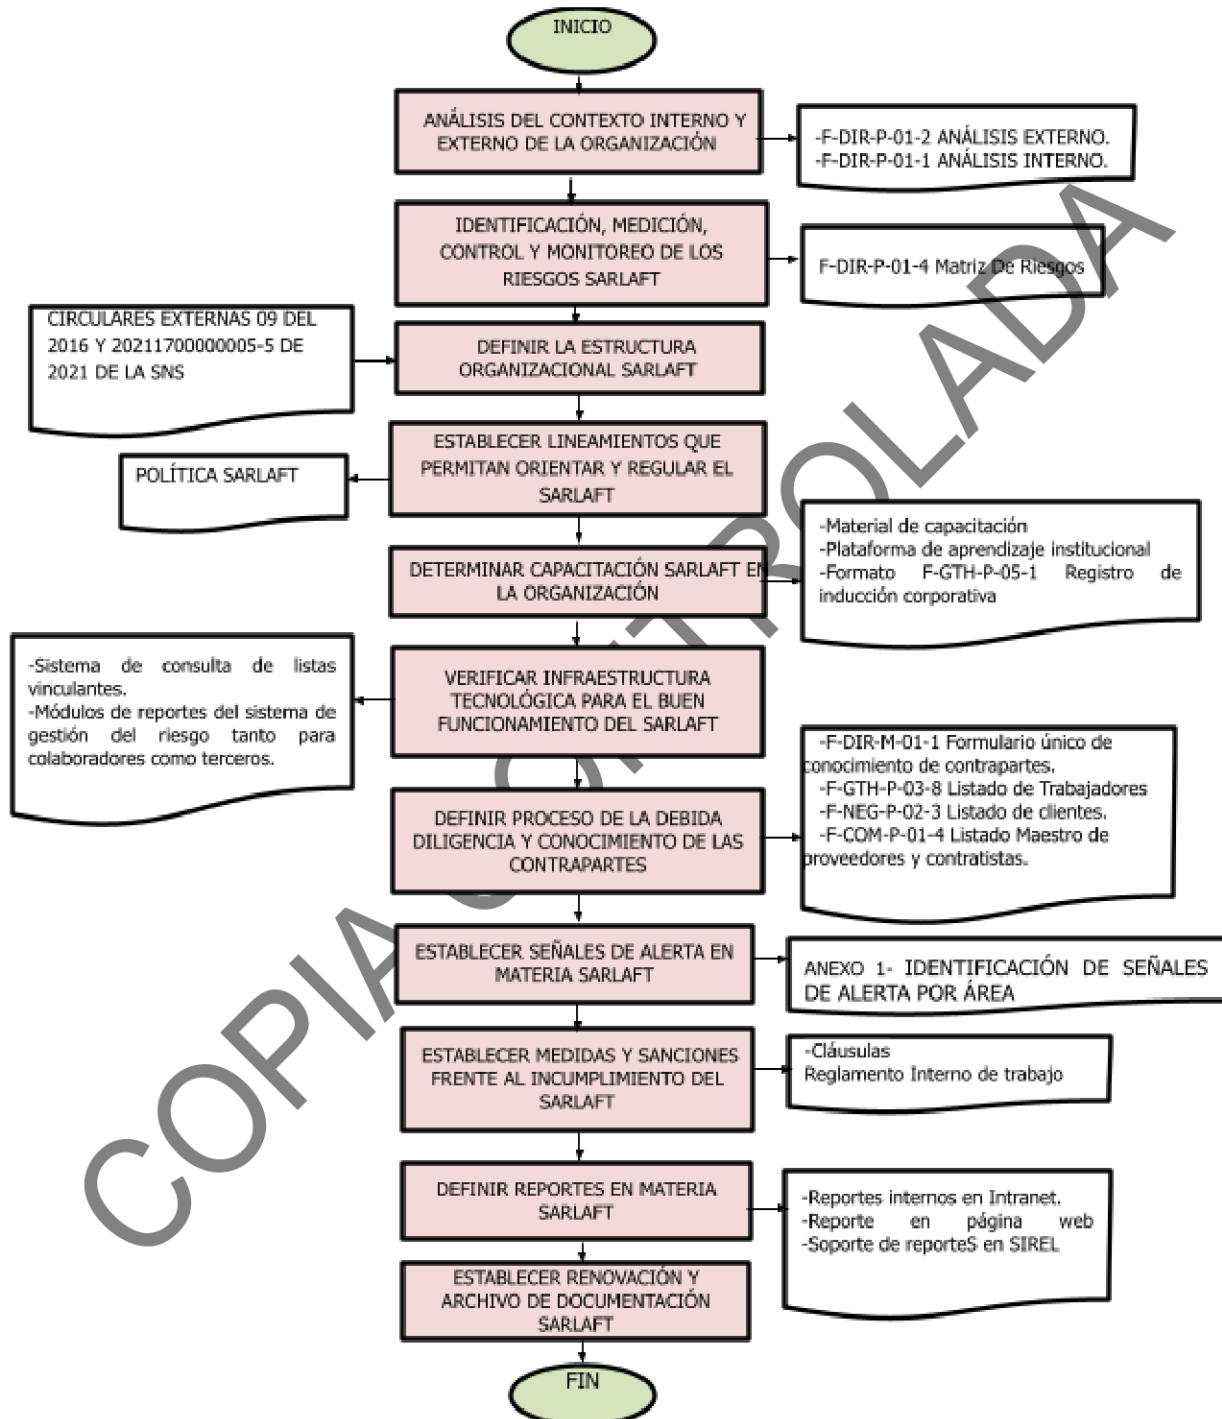 INICIO
ANÁLISIS DEL CONTEXTO INTERNO Y
EXTERNO DE LA ORGANIZACIÓN
-F-DIR-P-01-2 ANÁLISIS EXTERNO.
-F-DIR-P-01-1 ANÁLISIS INTERNO.
IDENTIFICACIÓN, MEDICIÓN,
CONTROL Y MONITOREO DE LOS
RIESGOS SARLAFT
F-DIR-P-01-4 Matriz De Riesgos
CIRCULARES EXTERNAS 09 DEL
2016 Y 20211700000005-5 DE
2021 DE LA SNS
DEFINIR LA ESTRUCTURA
ORGANIZACIONAL SARLAFT
ESTABLECER LINEAMIENTOS QUE
PERMITAN ORIENTAR Y REGULAR EL
SARLAFT
POLÍTICA SARLAFT
DETERMINAR CAPACITACIÓN SARLAFT EN
LA ORGANIZACIÓN
-Material de capacitación
-Plataforma de aprendizaje institucional
-Formato F-GTH-P-05-1 Registro de
inducción corporativa
VERIFICAR INFRAESTRUCTURA
TECNOLÓGICA PARA EL BUEN
FUNCIONAMIENTO DEL SARLAFT
-Sistema de consulta de listas
vinculantes.
-Módulos de reportes del sistema de
gestión del riesgo tanto para
colaboradores como terceros.
DEFINIR PROCESO DE LA DEBIDA
DILIGENCIA Y CONOCIMIENTO DE LAS
CONTRAPARTES
-F-DIR-M-01-1 Formulario único de
conocimiento de contrapartes.
-F-GTH-P-03-8 Listado de Trabajadores
-F-NEG-P-02-3 Listado de clientes.
-F-COM-P-01-4 Listado Maestro de
proveedores y contratistas.
ESTABLECER SEÑALES DE ALERTA EN
MATERIA SARLAFT
ANEXO 1- IDENTIFICACIÓN DE SEÑALES
DE ALERTA POR ÁREA
ESTABLECER MEDIDAS Y SANCIONES
FRENTE AL INCUMPLIMIENTO DEL
SARLAFT
-Cláusulas
Reglamento Interno de trabajo
DEFINIR REPORTES EN MATERIA
SARLAFT
-Reportes internos en Intranet.
-Reporte en página web
-Soporte de reporteS en SIREL
ESTABLECER RENOVACIÓN Y
ARCHIVO DE DOCUMENTACIÓN
SARLAFT
FIN
COPIA CONTROLADA